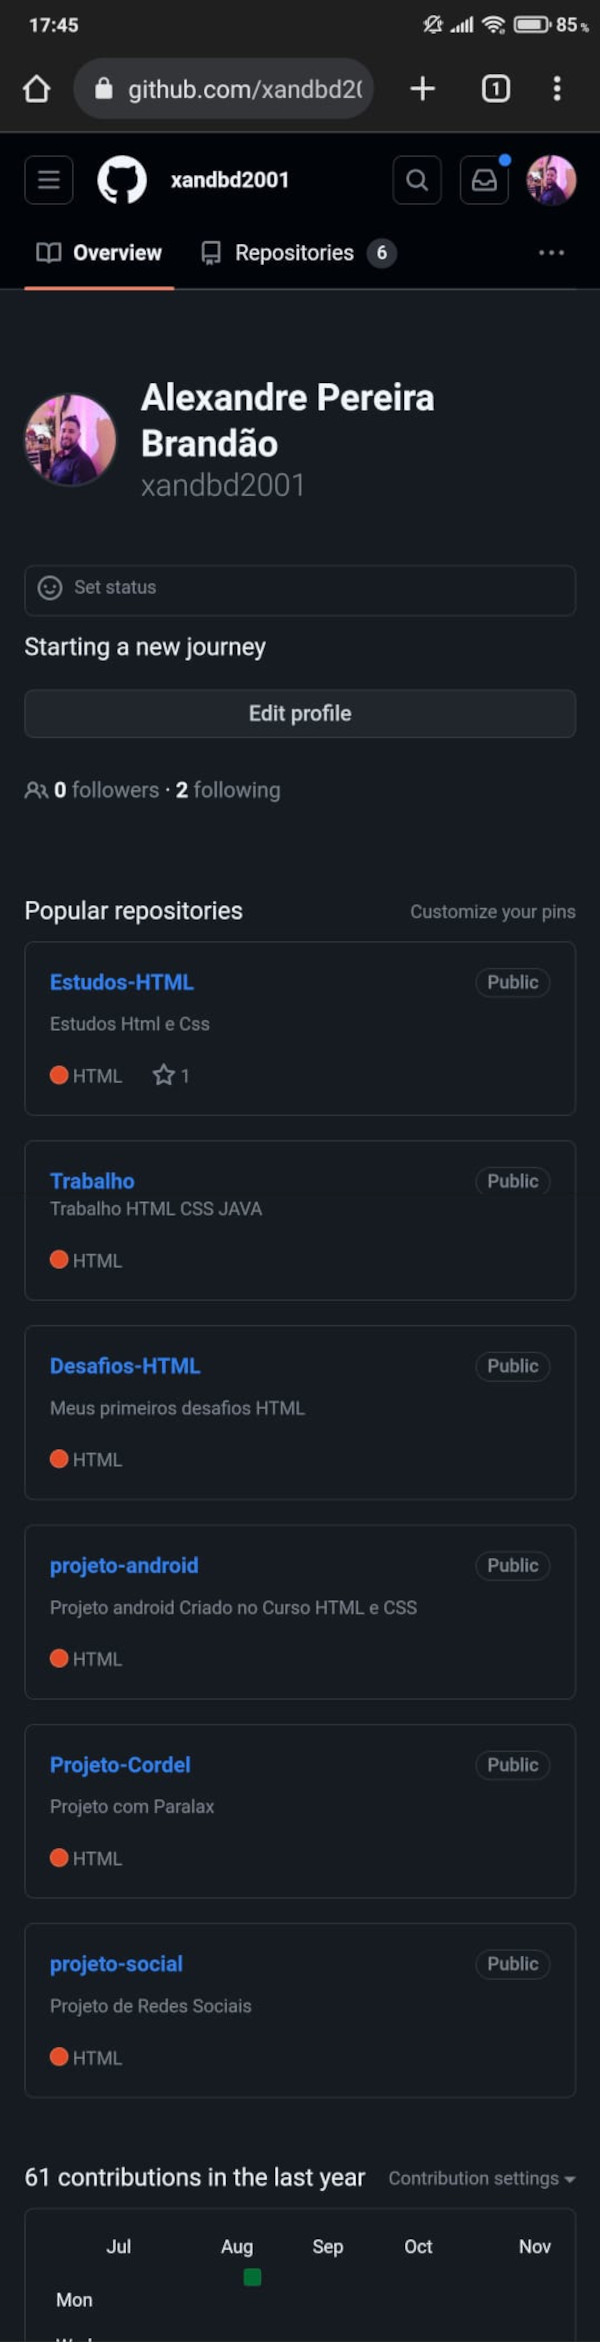 17:45
85%
github.com/xandbd20
1
xandbd2001
Overview
Repositories 6
Alexandre Pereira
Brandão
xandbd2001
Set status
Starting a new journey
Edit profile
0 followers · 2 following
Popular repositories
Customize your pins
Estudos-HTML
Public
Estudos Html e Css
HTML
1
Trabalho
Public
Trabalho HTML CSS JAVA
HTML
Desafios-HTML
Public
Meus primeiros desafios HTML
HTML
projeto-android
Public
Projeto android Criado no Curso HTML e CSS
HTML
Projeto-Cordel
Public
Projeto com Paralax
HTML
projeto-social
Public
Projeto de Redes Sociais
HTML
61 contributions in the last year
Contribution settings
Jul Aug Sep Oct Nov
Mon